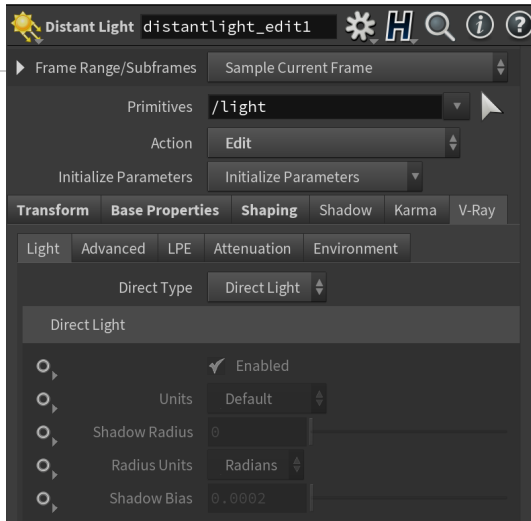 Distant Light distantlight_edit1
Frame Range/Subframes Sample Current Frame
Primitives /light
Action Edit
Initialize Parameters Initialize Parameters
Transform Base Properties Shaping Shadow Karma V-Ray
Light Advanced LPE Attenuation Environment
Direct Type Direct Light
Direct Light
Enabled
Units Default
Shadow Radius 0
Radius Units Radians
Shadow Bias 0.0002